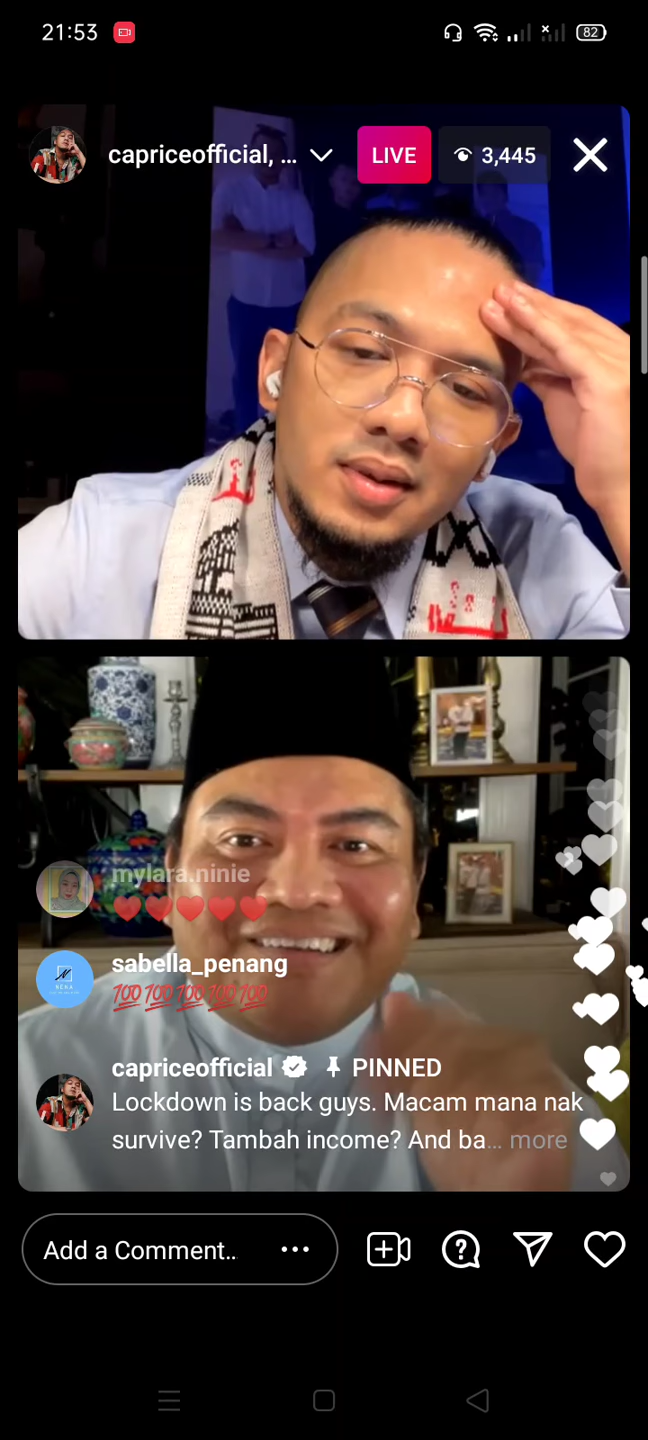 21:53
82
capriceofficial, ...
LIVE
3,445
mylara.ninie
sabella_penang
💯💯💯💯💯
capriceofficial PINNED
Lockdown is back guys. Macam mana nak
survive? Tambah income? And ba... more
Add a Comment..